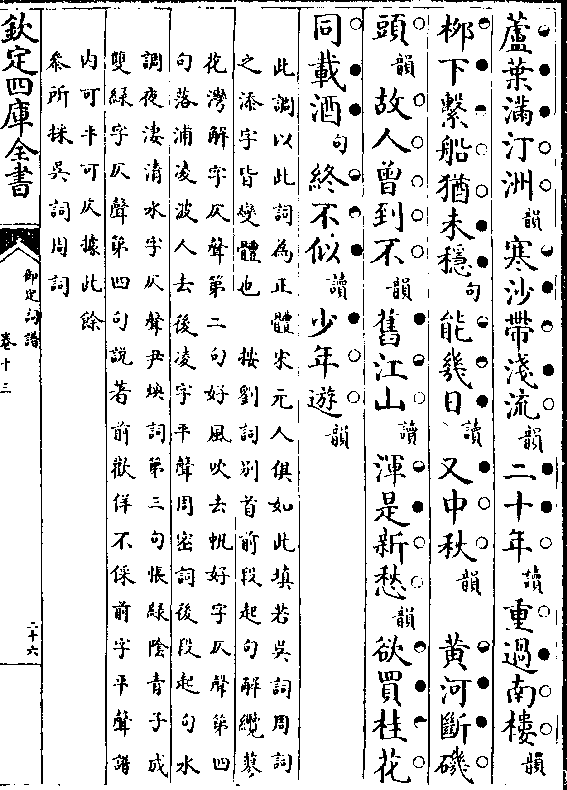 蘆葉滿汀洲韻寒沙帶淺流韻二十年讀重過南樓韻
柳下繫船猶未穩句能幾日讀又中秋韻　黄河斷磯
頭韻故人曾到不韻舊江山讀渾是新愁韻欲買桂花
同載酒句終不似讀少年遊韻
此調以此詞為正體宋元人俱如此填若吳詞周詞
之添字皆變體也　按劉詞别首前段起句解纜蓼
花灣解字仄聲第二句好風吹去帆好字仄聲第四
句落浦凌波人去後凌字平聲周密詞後段起句水
調夜淒清水字仄聲尹煥詞第三句悵緑陰青子成
雙緑字仄聲第四句説著前歡佯不倸前字平聲譜
内可平可仄據此餘
叅所採吳詞周詞
欽定四庫全書
御定詞譜
卷十三
二十六